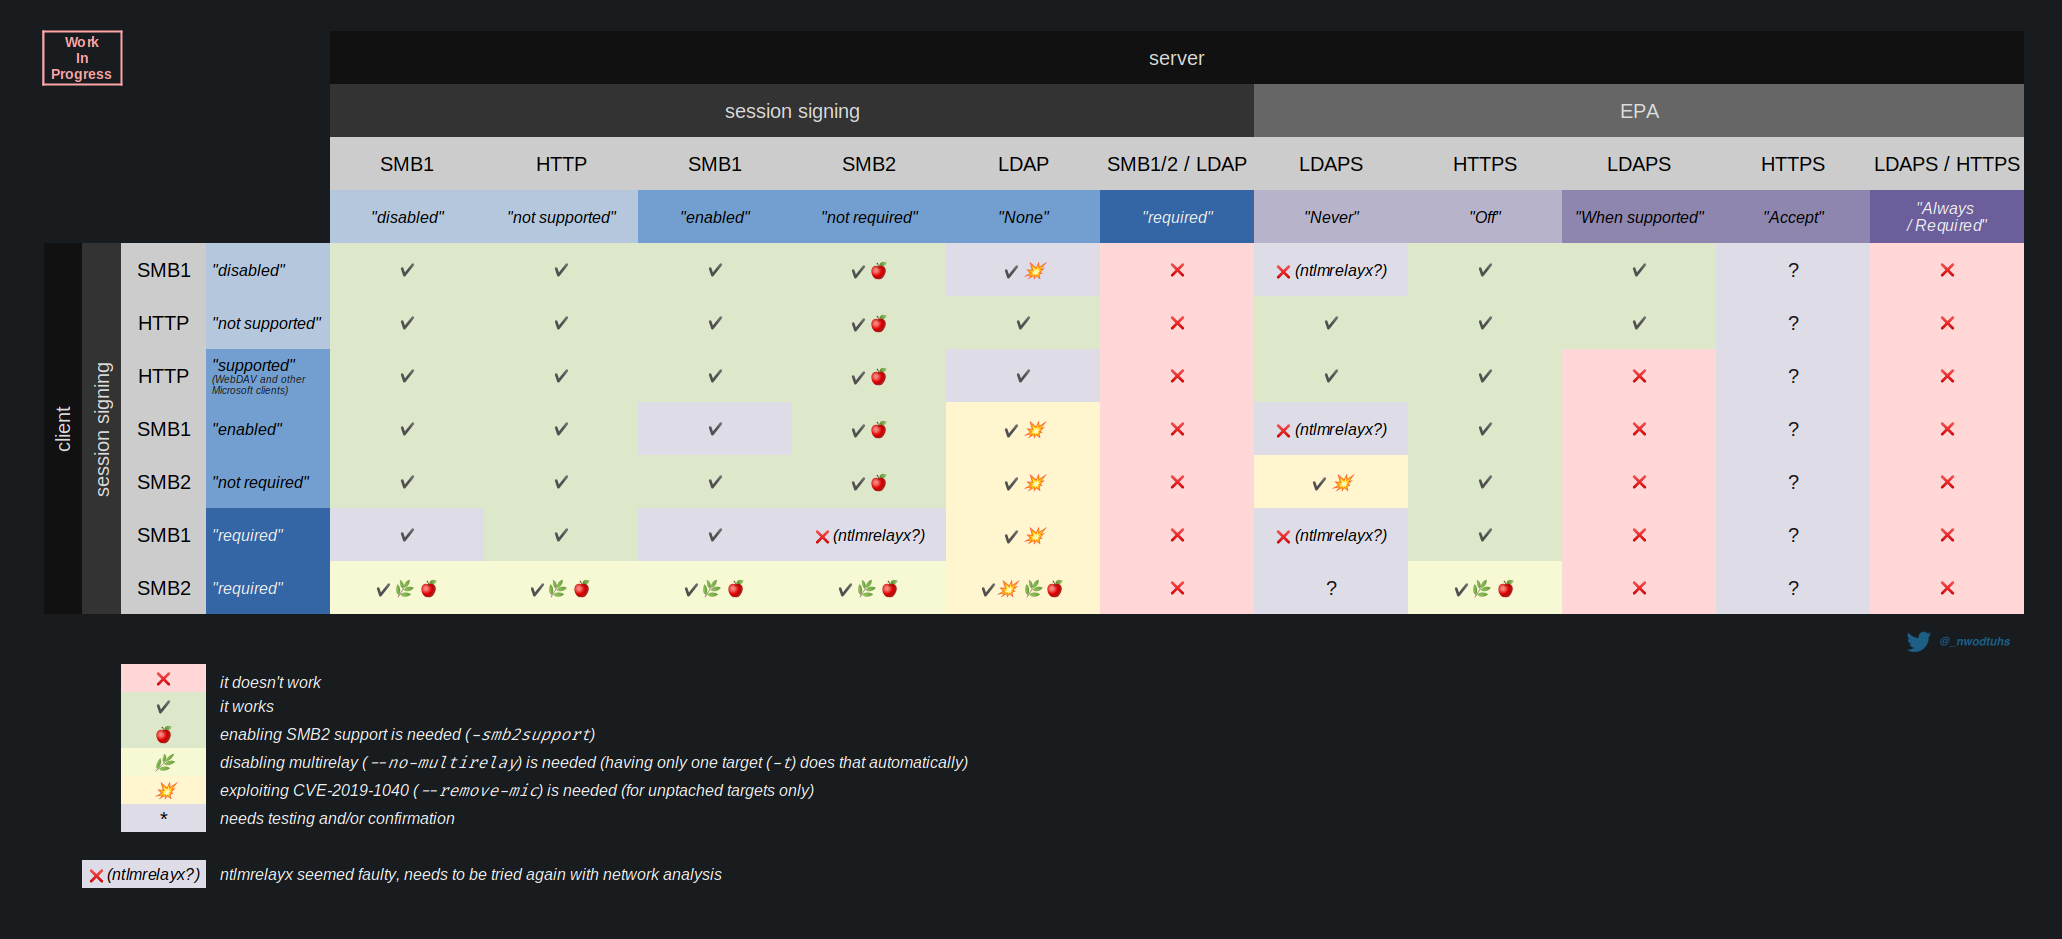 Work
In
Progress
server
session signing EPA
SMB1 HTTP SMB1 SMB2 LDAP SMB1/2 / LDAP LDAPS HTTPS LDAPS HTTPS LDAPS / HTTPS
"disabled" "not supported" "enabled" "not required" "None" "required" "Never" "Off" "When supported" "Accept" "Always
/ Required"
client
session signing
SMB1 "disabled" ✔ ✔ ✔ ✔🍎 ✔💥 ❌ ❌ (ntlmrelayx?) ✔ ✔ ? ❌
HTTP "not supported" ✔ ✔ ✔ ✔🍎 ✔ ❌ ✔ ✔ ✔ ? ❌
HTTP "supported"
(WebDAV and other
Microsoft clients)
✔ ✔ ✔ ✔🍎 ✔ ❌ ✔ ✔ ❌ ? ❌
SMB1 "enabled" ✔ ✔ ✔ ✔🍎 ✔💥 ❌ ❌ (ntlmrelayx?) ✔ ❌ ? ❌
SMB2 "not required" ✔ ✔ ✔ ✔🍎 ✔💥 ❌ ✔💥 ✔ ❌ ? ❌
SMB1 "required" ✔ ✔ ✔ ❌ (ntlmrelayx?) ✔💥 ❌ ❌ (ntlmrelayx?) ✔ ❌ ? ❌
SMB2 "required" ✔🌿🍎 ✔🌿🍎 ✔🌿🍎 ✔🌿🍎 ✔💥🌿🍎 ❌ ? ✔🌿🍎 ❌ ? ❌
@_nwodtuhs
❌ it doesn't work
✔ it works
🍎 enabling SMB2 support is needed (-smb2support)
🌿 disabling multirelay (--no-multirelay) is needed (having only one target (-t) does that automatically)
💥 exploiting CVE-2019-1040 (--remove-mic) is needed (for unptached targets only)
* needs testing and/or confirmation
❌ (ntlmrelayx?) ntlmrelayx seemed faulty, needs to be tried again with network analysis